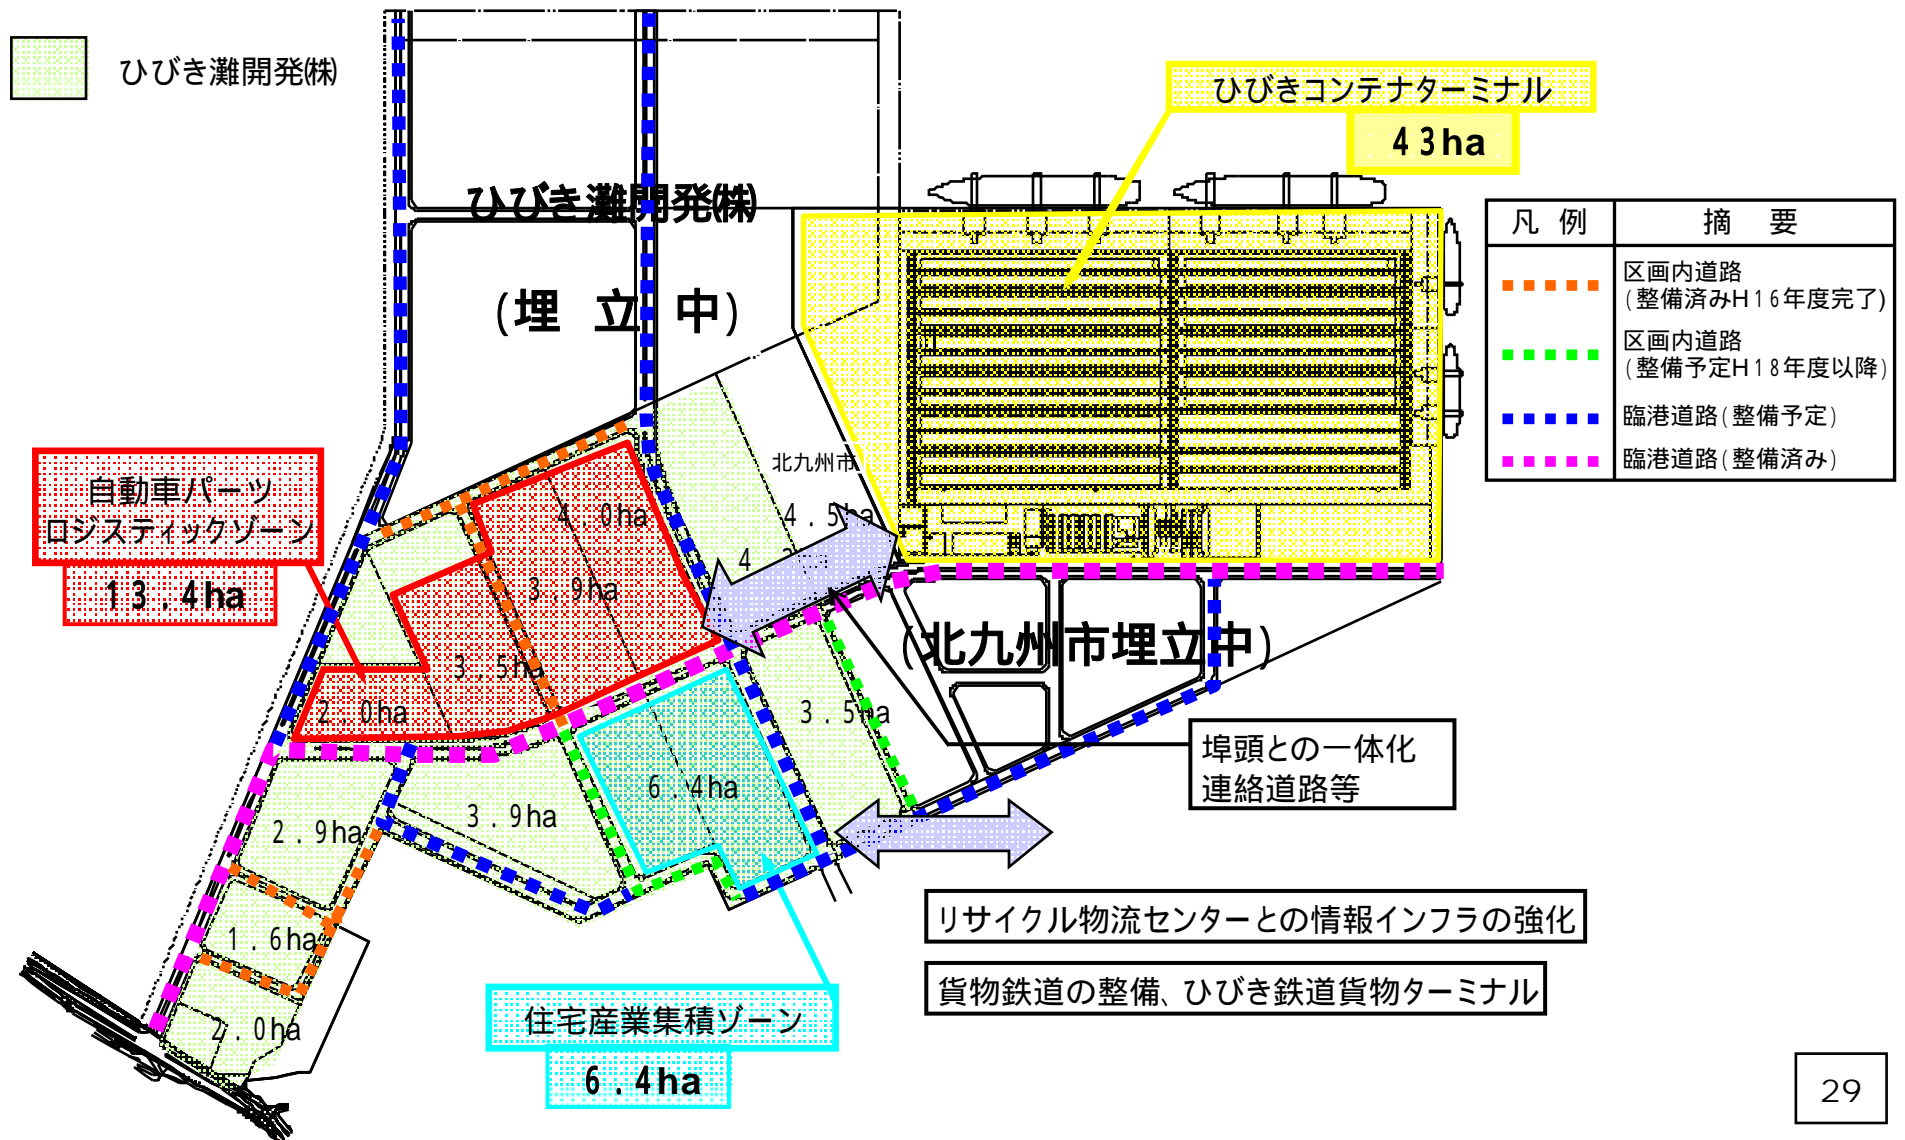 ひびき灘開発㈱
ひびきコンテナターミナル
43ha
ひびき灘開発㈱
(埋 立 中)
凡 例
摘 要
区画内道路
(整備済みH16年度完了)
区画内道路
(整備予定H18年度以降)
臨港道路(整備予定)
臨港道路(整備済み)
自動車パーツ
ロジスティックゾーン
13.4ha
北九州市
4.0ha
4.5ha
4
3.9ha
3.5ha
2.0ha
(北九州市埋立中)
3.5ha
埠頭との一体化
連絡道路等
6.4ha
3.9ha
2.9ha
1.6ha
2.0ha
リサイクル物流センターとの情報インフラの強化
貨物鉄道の整備、ひびき鉄道貨物ターミナル
住宅産業集積ゾーン
6.4ha
29